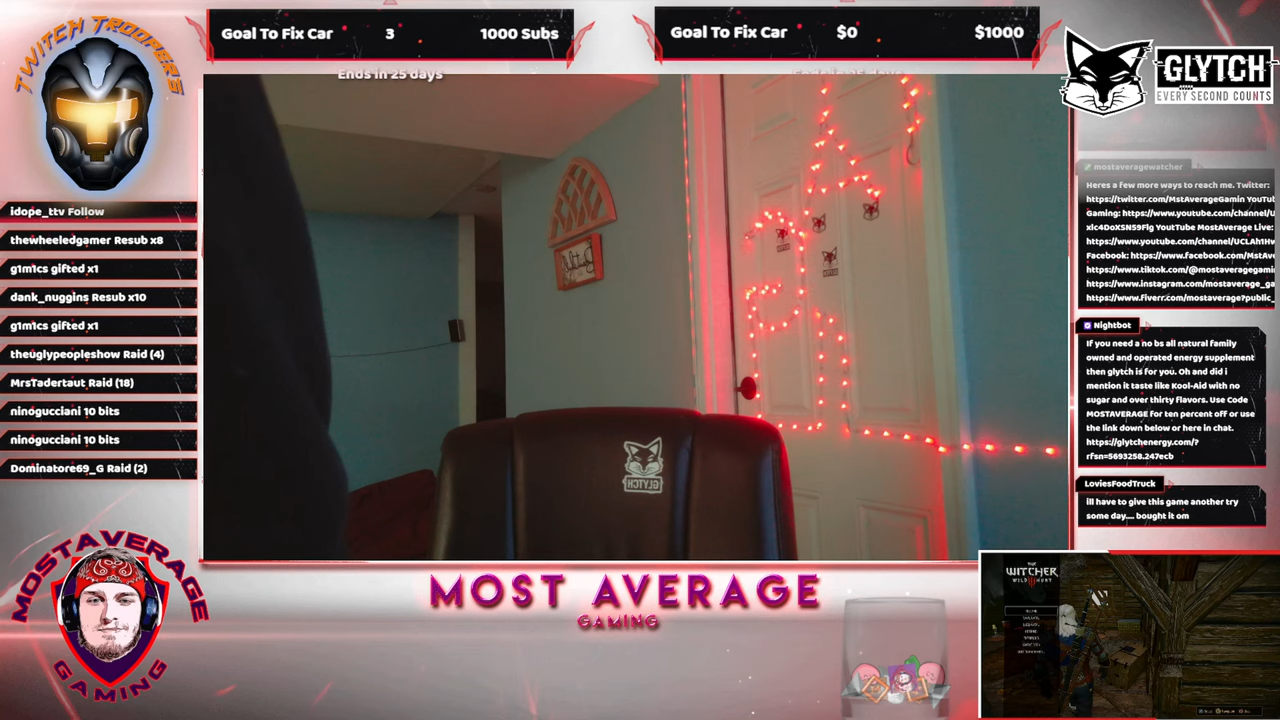 TWITCH TROOPERS
Goal To Fix Car 3 1000 Subs
Ends in 25 days
Goal To Fix Car $0 $1000
GLYTCH
EVERY SECOND COUNTS
idope_ttv Follow
thewheeledgamer Resub x8
g1m1cs gifted x1
dank_nuggins Resub x10
g1m1cs gifted x1
theuglypeopleshow Raid (4)
MrsTadertaut Raid (18)
ninogucciani 10 bits
ninogucciani 10 bits
Dominatore69_G Raid (2)
MOSTAVERAGE
GAMING
GLYTCH
MOST AVERAGE
GAMING
mostaveragewatcher
Heres a few more ways to reach me. Twitter:
https://twitter.com/MstAverageGamin YouTub
Gaming: https://www.youtube.com/channel/U
xlc4DoXSN59Flg YoutTube MostAverage Live:
https://www.youtube.com/channel/UCLAh1Hw
Facebook: https://www.facebook.com/MstAv
https://www.tiktok.com/@mostaveragegami
https://www.instagram.com/mostaverage_ga
https://www.fiverr.com/mostaverage?public_
Nightbot
If you need a no bs all natural family
owned and operated energy supplement
then glytch is for you. Oh and did i
mention it taste like Kool-Aid with no
sugar and over thirty flavors. Use Code
MOSTAVERAGE for ten percent off or use
the link down below or here in chat.
https://glytchenergy.com/?
rfsn=5693258.247ecb
LoviesFoodTruck
ill have to give this game another try
some day.... bought it om
THE
WITCHER
WILD HUNT